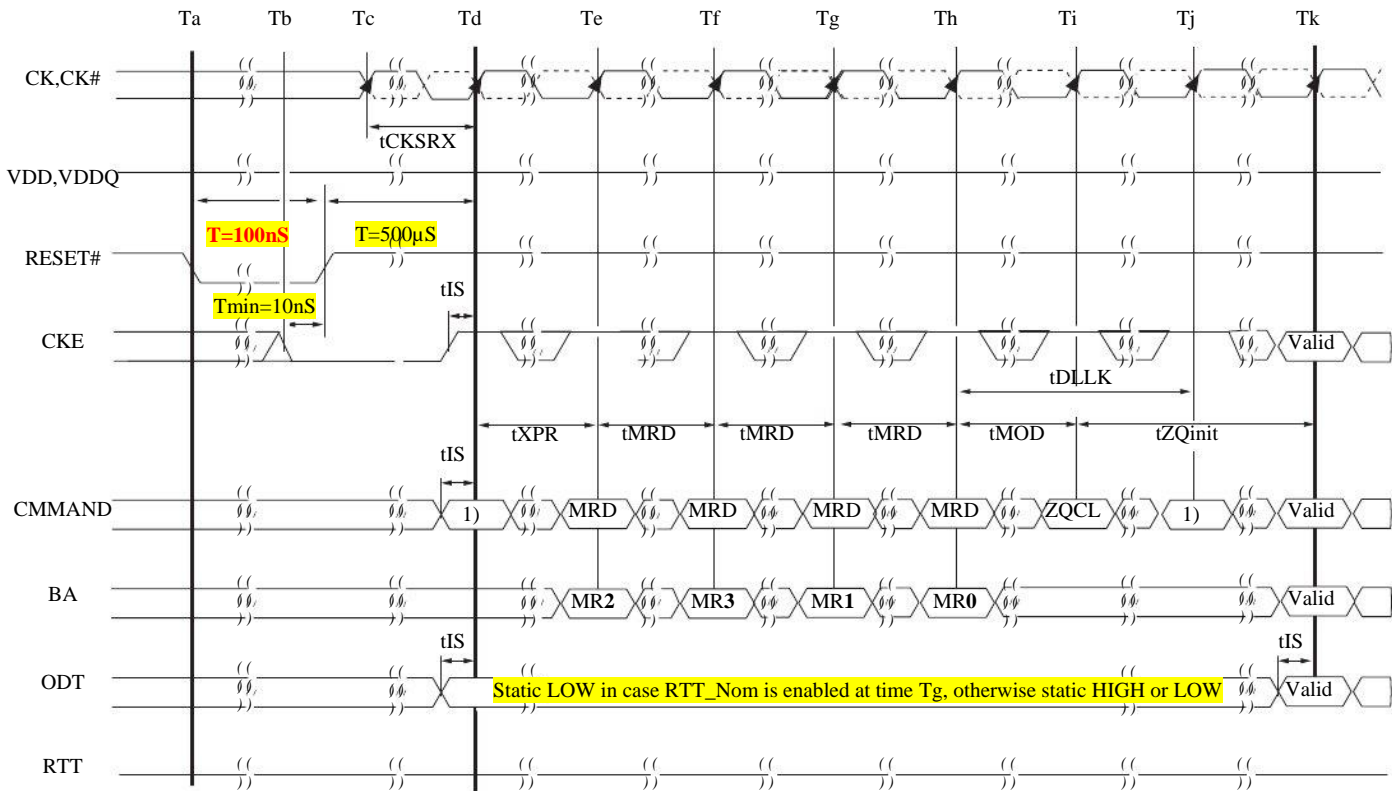 Ta Tb Tc Td Te Tf Tg Th Ti Tj Tk
CK,CK#
tCKSRX
VDD,VDDQ
T=100nS T=500µS
RESET#
Tmin=10nS tIS
CKE Valid
tDLLK
tXPR tMRD tMRD tMRD tMOD tZQinit
tIS
CMMAND 1) MRD MRD MRD MRD ZQCL 1) Valid
BA MR2 MR3 MR1 MR0 Valid
tIS tIS
ODT Static LOW in case RTT_Nom is enabled at time Tg, otherwise static HIGH or LOW Valid
RTT